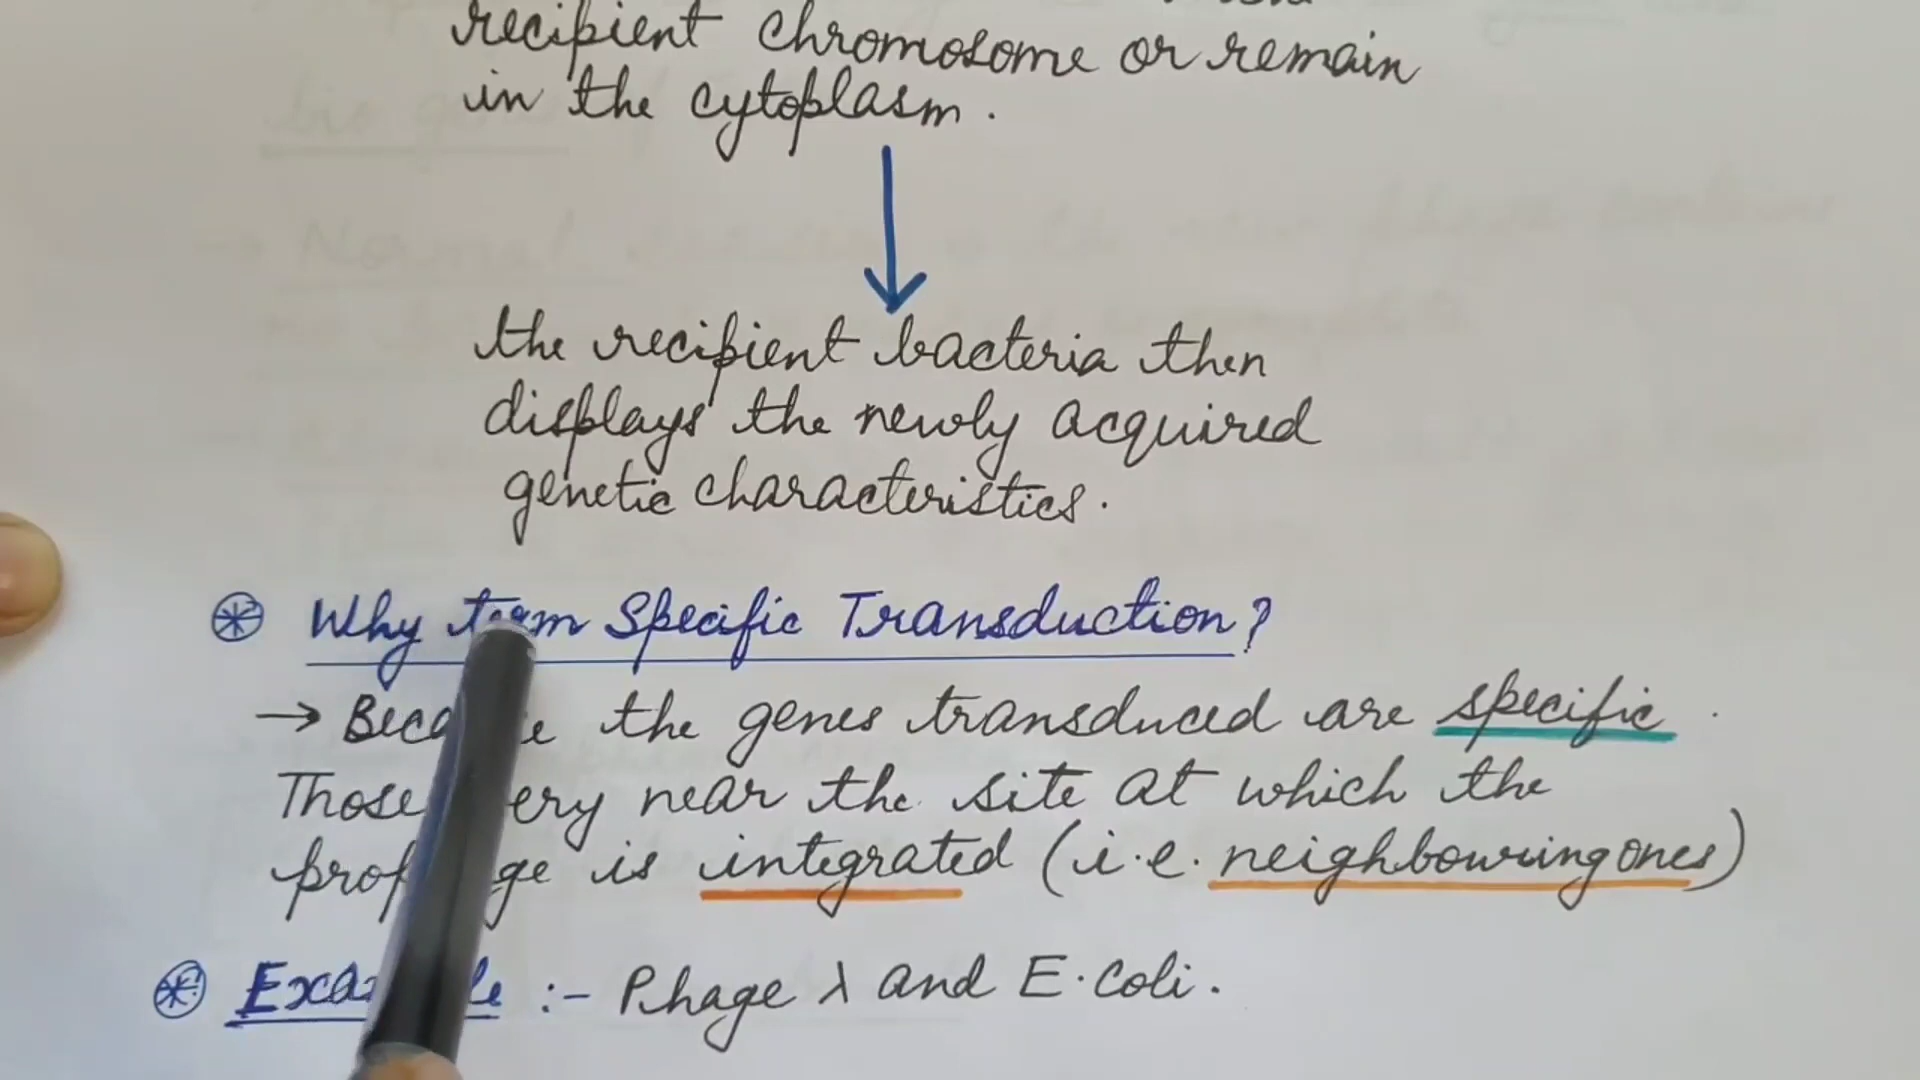 recipient chromosome or remain
in the cytoplasm.
the recipient bacteria then
displays the newly acquired
genetic characteristics.
Why term Specific Transduction?
→ the genes transduced are specific.
Those near the site at which the
is integrated (i.e. neighbouring ones)
:- Phage λ and E.Coli.